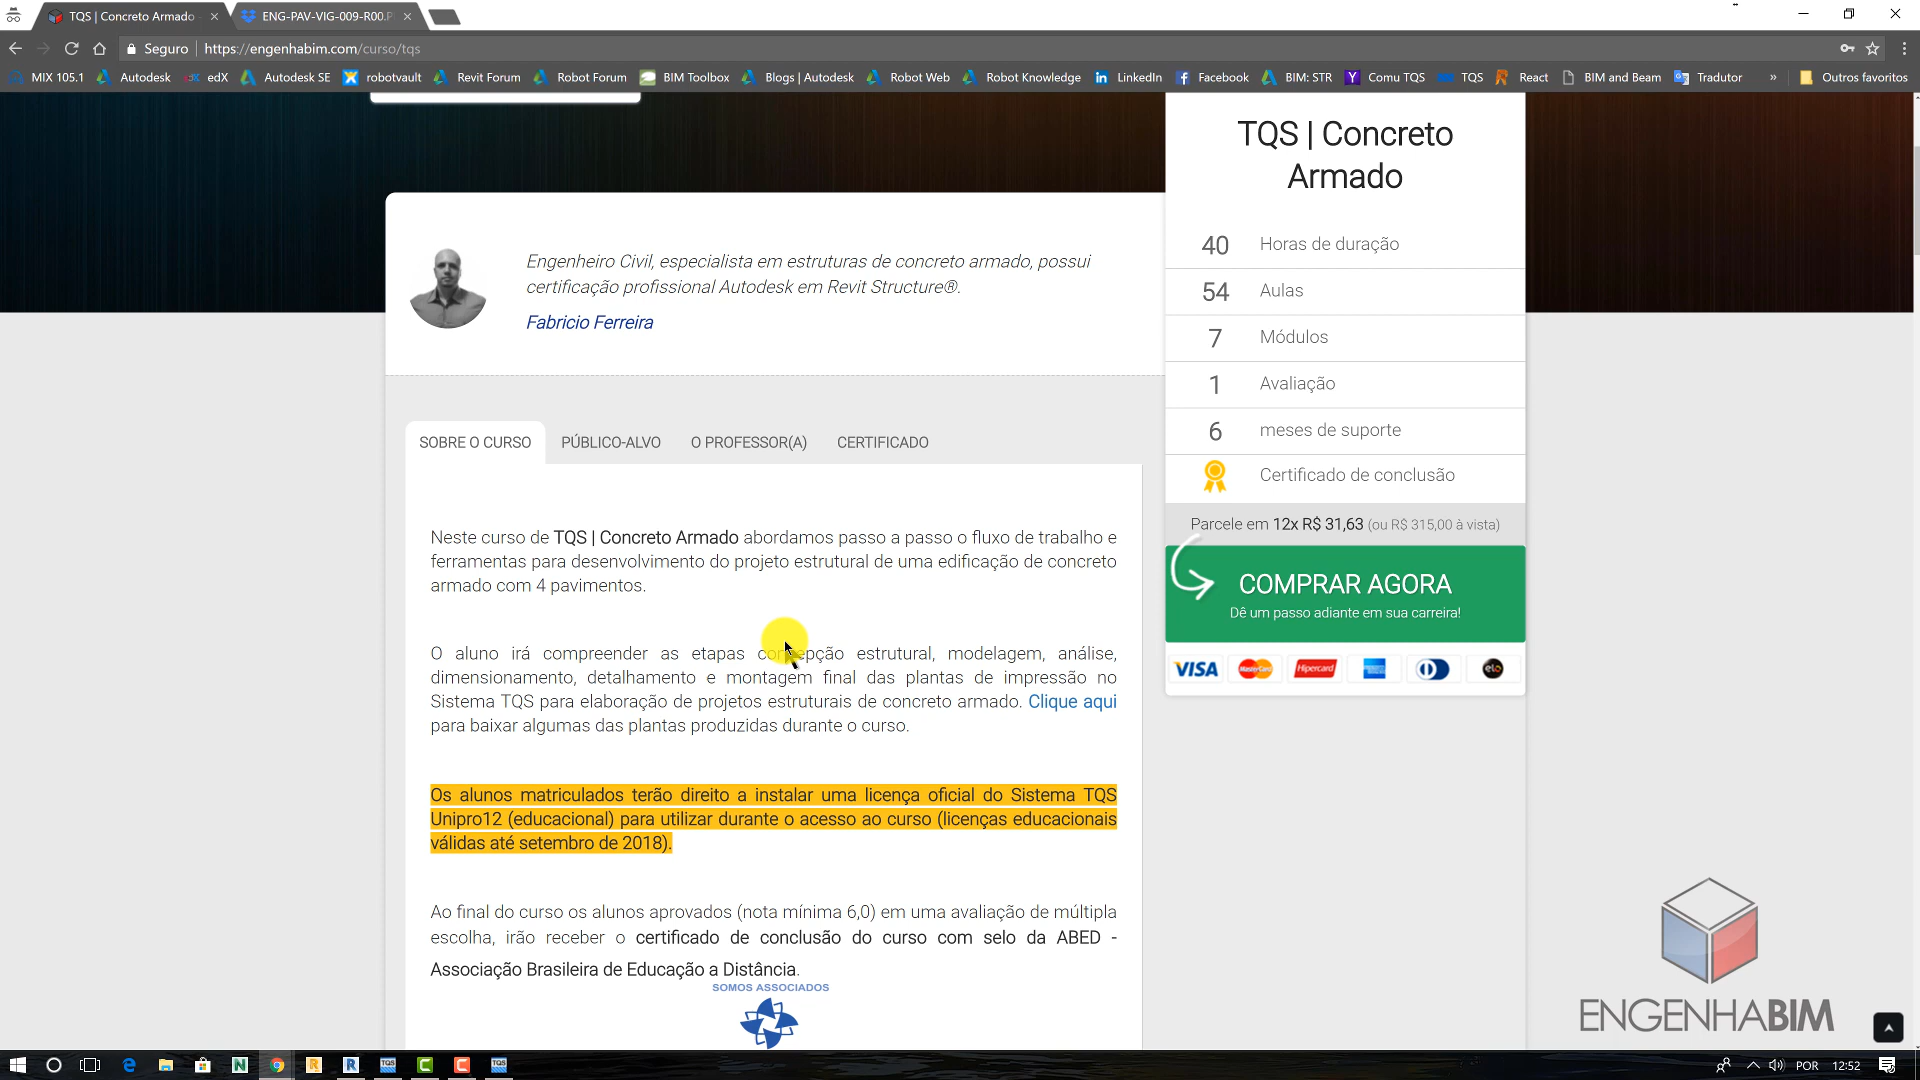 TQS | Concreto Armado
ENG-PAV-VIG-009-R00.P
Seguro
https://engenhabim.com/curso/tqs
MIX 105.1
Autodesk
edX
Autodesk SE
robotvault
Revit Forum
Robot Forum
BIM Toolbox
Blogs | Autodesk
Robot Web
Robot Knowledge
LinkedIn
Facebook
BIM: STR
Comu TQS
TQS
React
BIM and Beam
Tradutor
»
Outros favoritos
TQS | Concreto
Armado
40 Horas de duração
54 Aulas
7 Módulos
1 Avaliação
6 meses de suporte
Certificado de conclusão
Parcele em 12x R$ 31,63 (ou R$ 315,00 à vista)
COMPRAR AGORA
Dê um passo adiante em sua carreira!
VISA
MasterCard
Hipercard
elo
Engenheiro Civil, especialista em estruturas de concreto armado, possui
certificação profissional Autodesk em Revit Structure®.
Fabricio Ferreira
SOBRE O CURSO
PÚBLICO-ALVO
O PROFESSOR(A)
CERTIFICADO
Neste curso de TQS | Concreto Armado abordamos passo a passo o fluxo de trabalho e
ferramentas para desenvolvimento do projeto estrutural de uma edificação de concreto
armado com 4 pavimentos.
O aluno irá compreender as etapas concepção estrutural, modelagem, análise,
dimensionamento, detalhamento e montagem final das plantas de impressão no
Sistema TQS para elaboração de projetos estruturais de concreto armado. Clique aqui
para baixar algumas das plantas produzidas durante o curso.
Os alunos matriculados terão direito a instalar uma licença oficial do Sistema TQS
Unipro12 (educacional) para utilizar durante o acesso ao curso (licenças educacionais
válidas até setembro de 2018).
Ao final do curso os alunos aprovados (nota mínima 6,0) em uma avaliação de múltipla
escolha, irão receber o certificado de conclusão do curso com selo da ABED -
Associação Brasileira de Educação a Distância.
SOMOS ASSOCIADOS
ENGENHABIM
POR
12:52